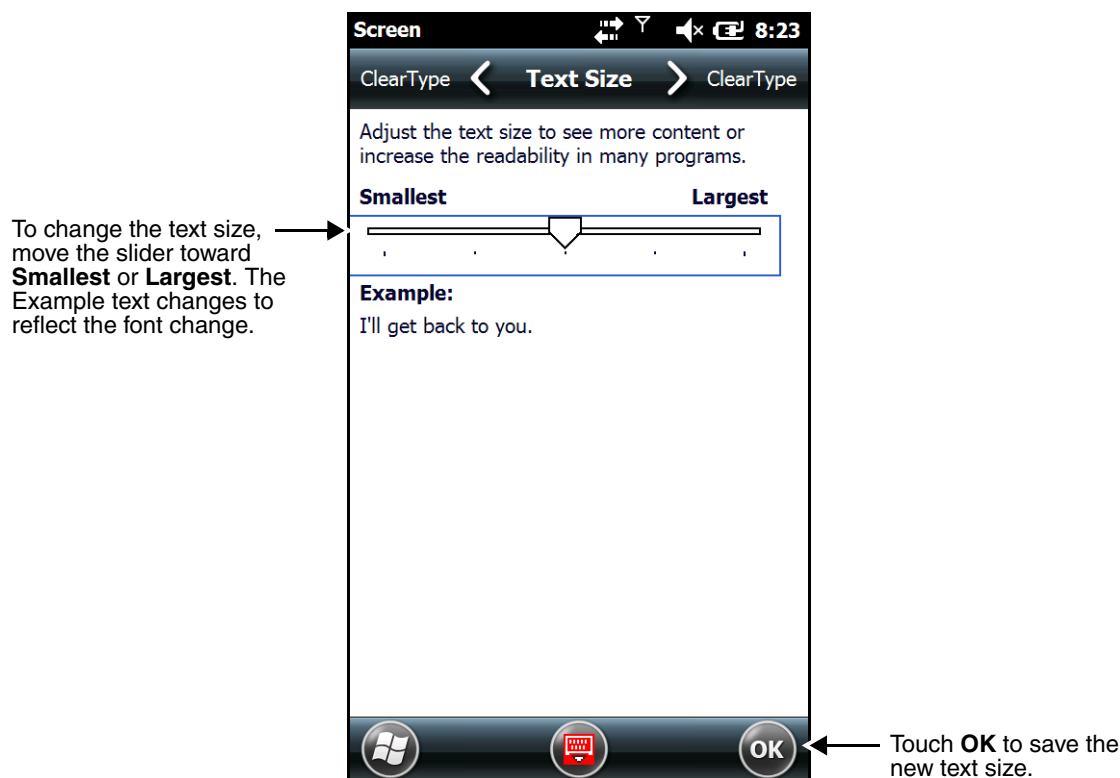 Screen 8:23
ClearType Text Size ClearType
Adjust the text size to see more content or
increase the readability in many programs.
Smallest Largest
To change the text size,
move the slider toward
Smallest or Largest. The
Example text changes to
reflect the font change.
Example:
I'll get back to you.
OK
Touch OK to save the
new text size.